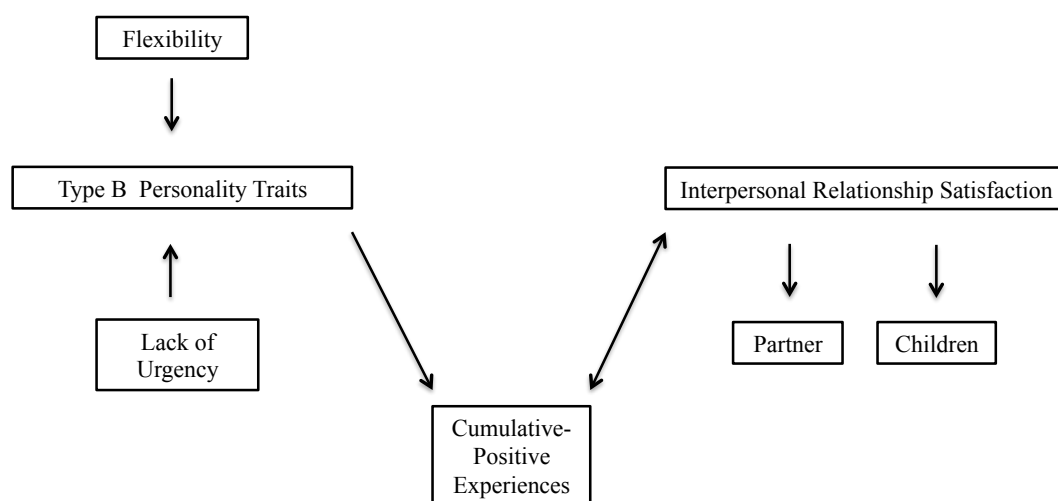 Flexibility
Type B  Personality Traits
Interpersonal Relationship Satisfaction
Lack of
Urgency
Partner
Children
Cumulative-
Positive
Experiences